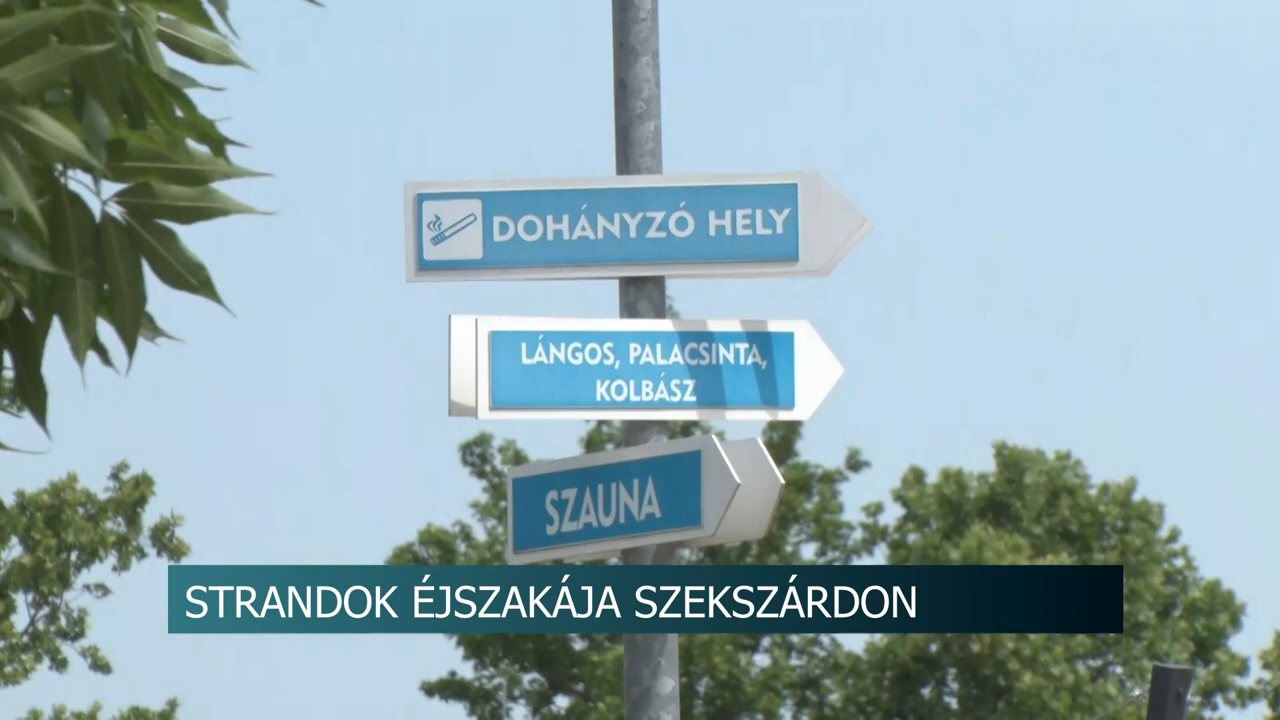 DOHÁNYZÓ HELY
LÁNGOS, PALACSINTA,
KOLBÁSZ
SZAUNA
STRANDOK ÉJSZAKÁJA SZEKSZÁRDON